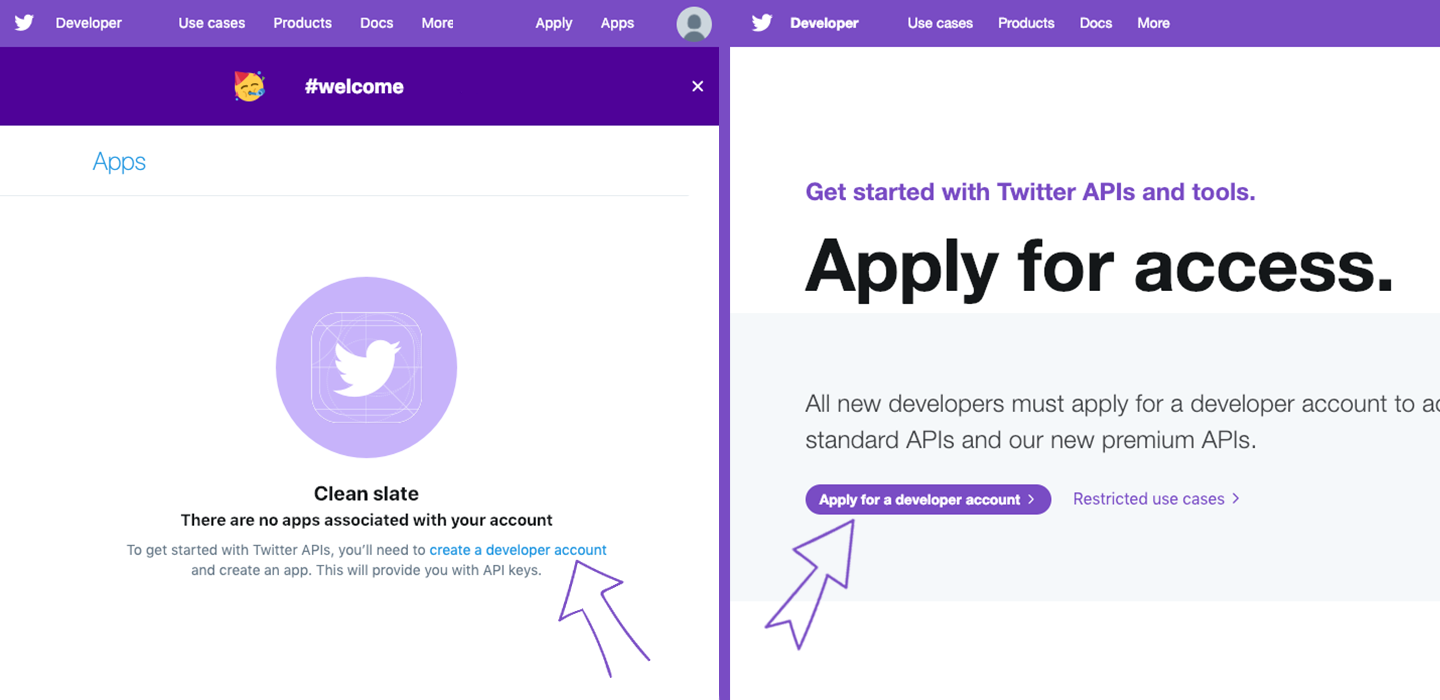 Developer Use cases Products Docs More Apply Apps
#welcome
Apps
Clean slate
There are no apps associated with your account
To get started with Twitter APIs, you'll need to create a developer account
and create an app. This will provide you with API keys.
Developer Use cases Products Docs More
Get started with Twitter APIs and tools.
Apply for access.
All new developers must apply for a developer account to ac
standard APIs and our new premium APIs.
Apply for a developer account Restricted use cases